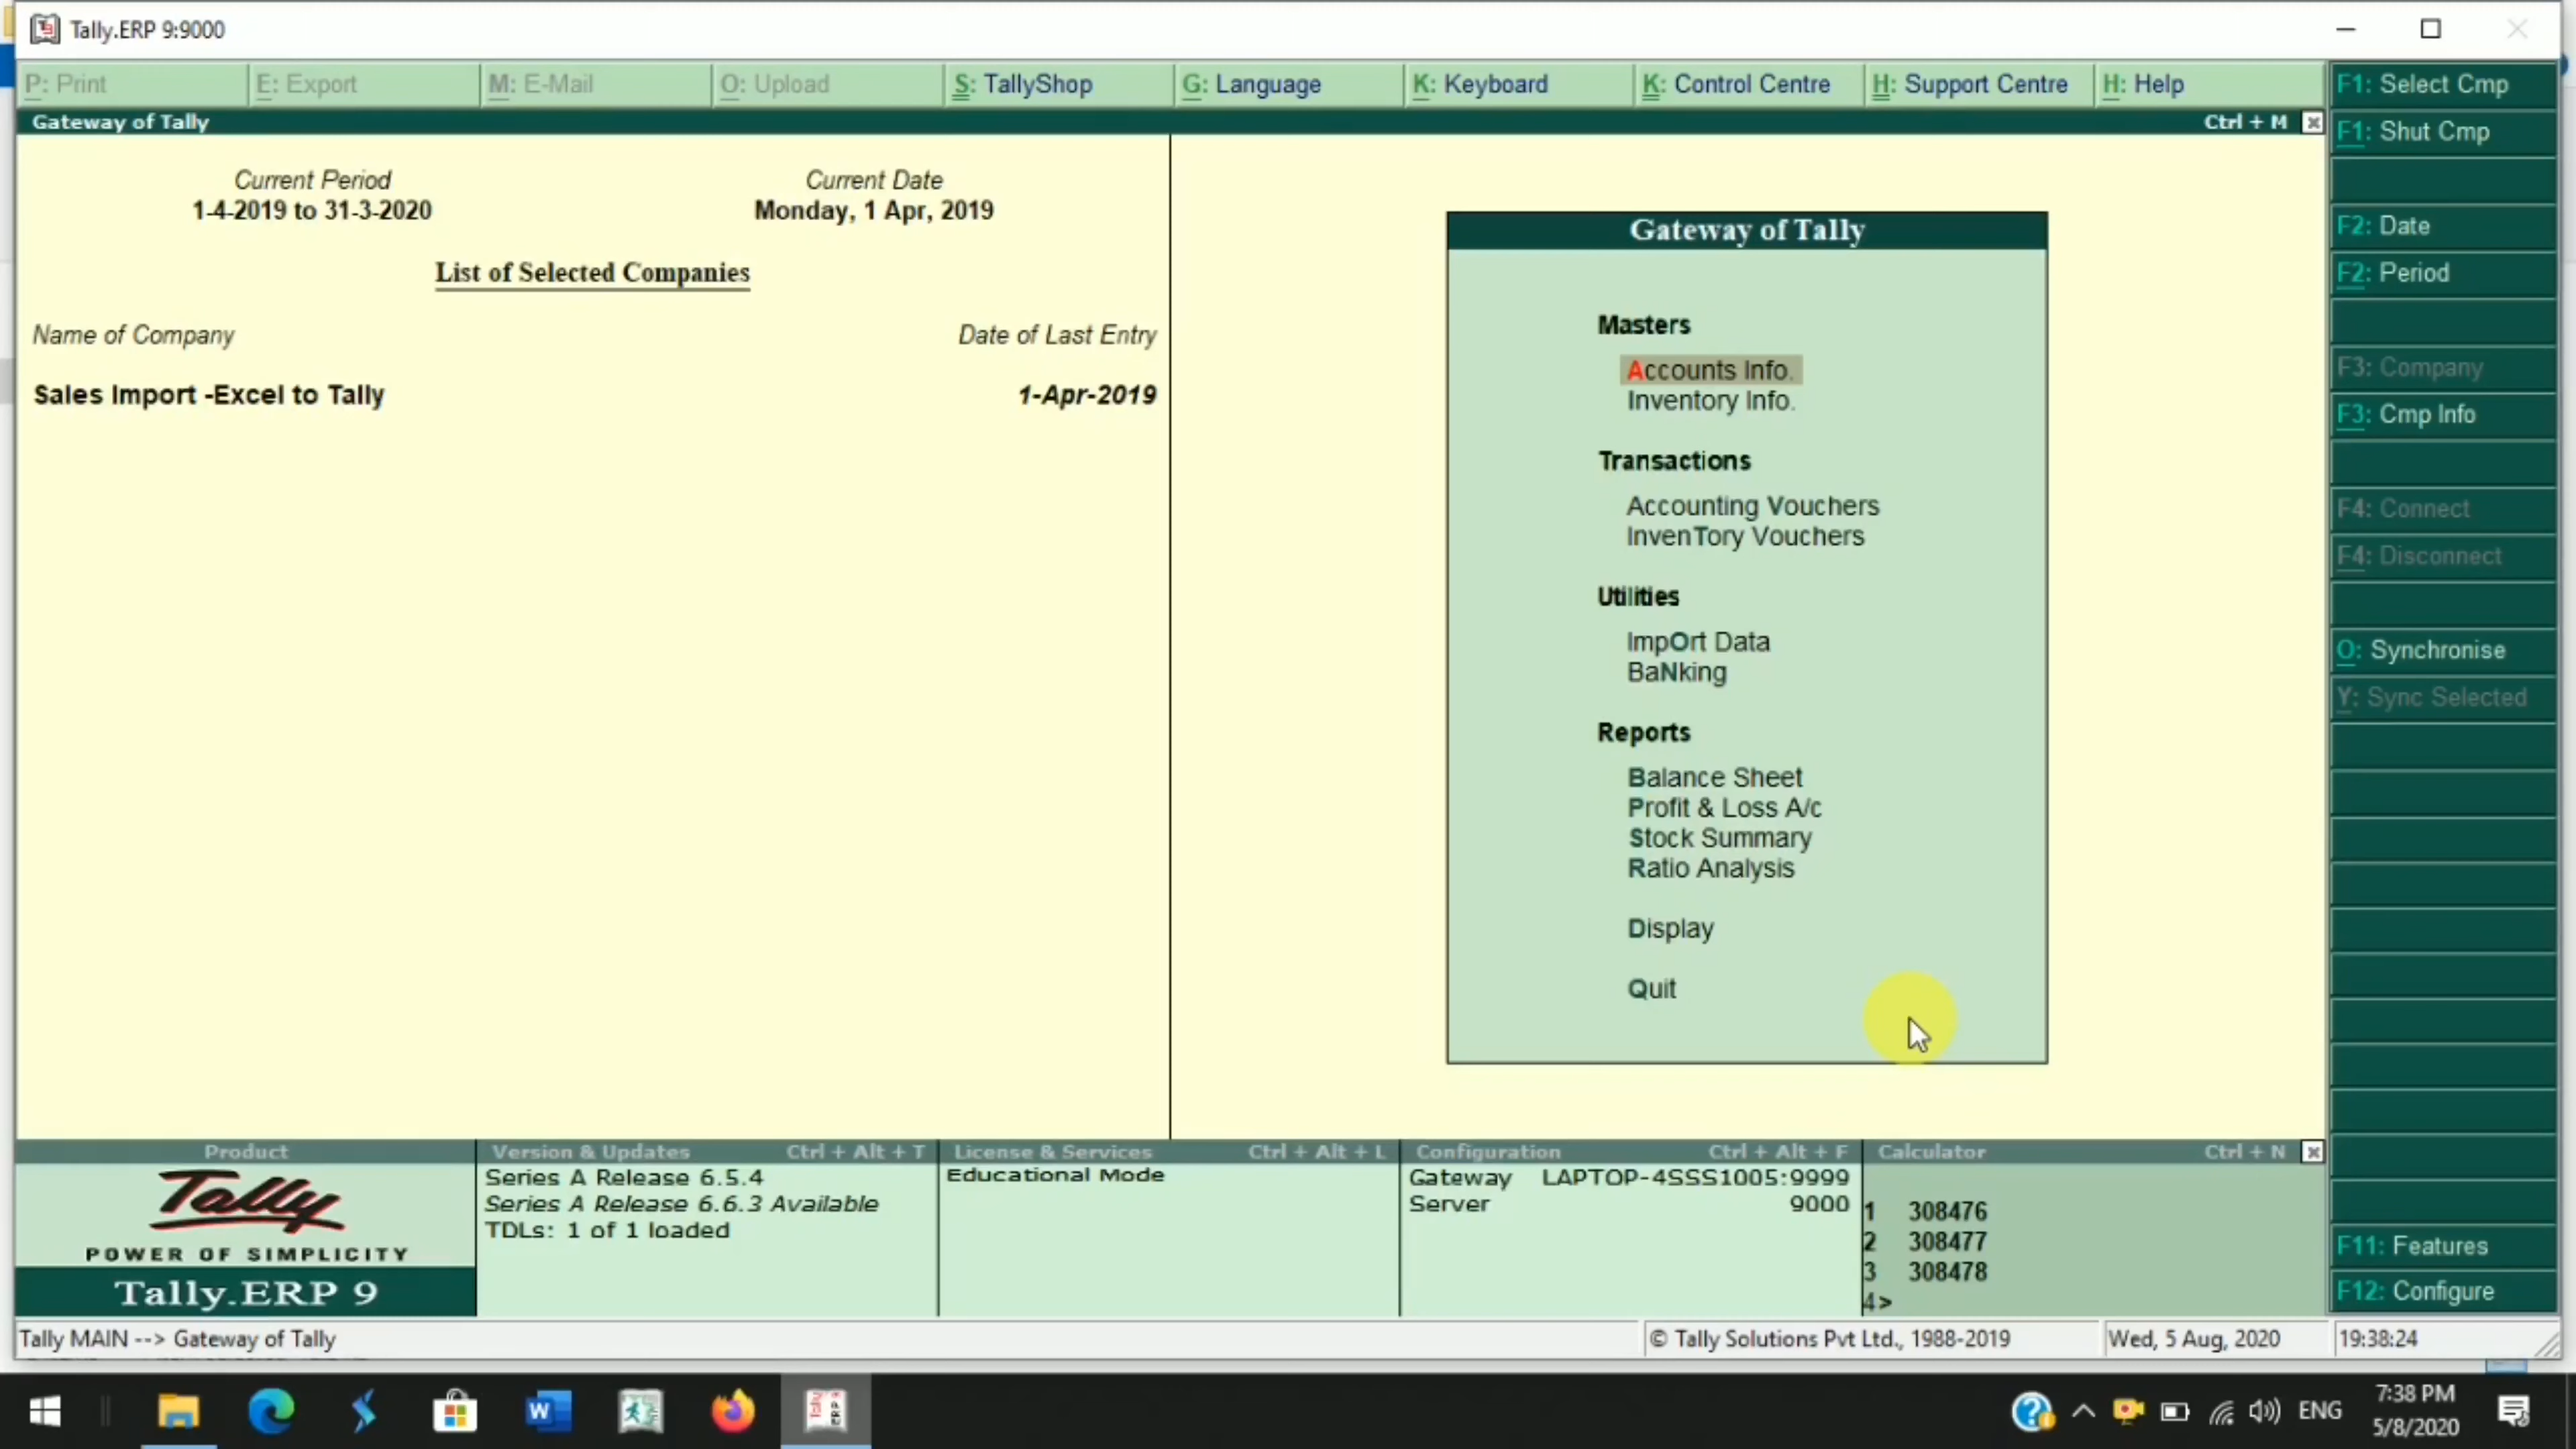 Tally.ERP 9:9000
P: Print
E: Export
M: E-Mail
O: Upload
S: TallyShop
G: Language
K: Keyboard
K: Control Centre
H: Support Centre
H: Help
Gateway of Tally
Ctrl + M
Current Period
1-4-2019 to 31-3-2020
Current Date
Monday, 1 Apr, 2019
List of Selected Companies
Name of Company
Date of Last Entry
Sales Import -Excel to Tally
1-Apr-2019
Gateway of Tally
Masters
Accounts Info.
Inventory Info.
Transactions
Accounting Vouchers
InvenTory Vouchers
Utilities
ImpOrt Data
BaNking
Reports
Balance Sheet
Profit & Loss A/c
Stock Summary
Ratio Analysis
Display
Quit
F1: Select Cmp
F1: Shut Cmp
F2: Date
F2: Period
F3: Company
F3: Cmp Info
F4: Connect
F4: Disconnect
O: Synchronise
Y: Sync Selected
F11: Features
F12: Configure
Product
Tally
POWER OF SIMPLICITY
Tally.ERP 9
Version & Updates Ctrl + Alt + T
Series A Release 6.5.4
Series A Release 6.6.3 Available
TDLs: 1 of 1 loaded
License & Services Ctrl + Alt + L
Educational Mode
Configuration Ctrl + Alt + F
Gateway LAPTOP-4SSS1005:9999
Server 9000
Calculator Ctrl + N
1 308476
2 308477
3 308478
4>
Tally MAIN --> Gateway of Tally
© Tally Solutions Pvt Ltd., 1988-2019
Wed, 5 Aug, 2020
19:38:24
ENG
7:38 PM
5/8/2020